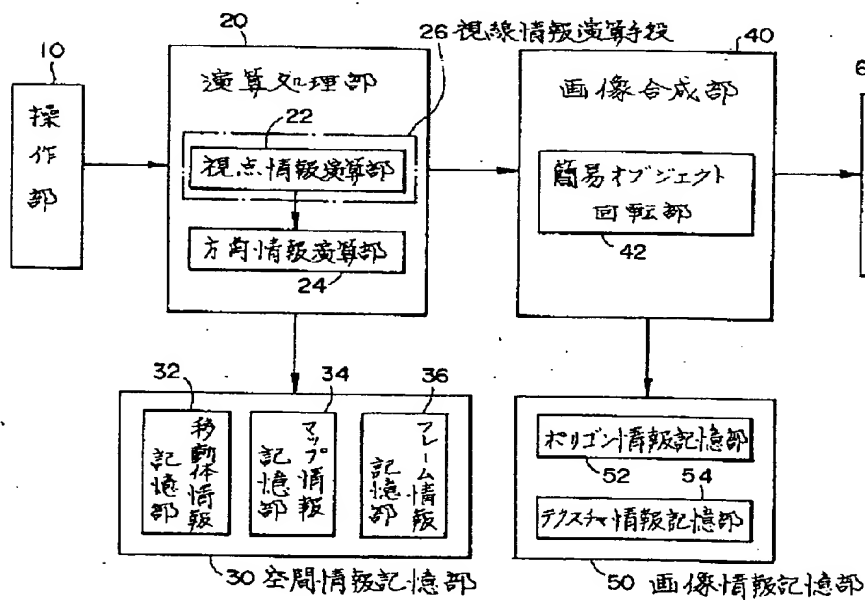 10
操作部
20
演算処理部
26 視線情報演算手段
22
視点情報演算部
方向情報演算部
24
40
画像合成部
簡易オブジェクト
回転部
42
6
32
移動体情報
記憶部
34
マップ情報
記憶部
36
フレーム情報
記憶部
30 空間情報記憶部
ポリゴン情報記憶部
52
54
テクスチャ情報記憶部
50 画像情報記憶部